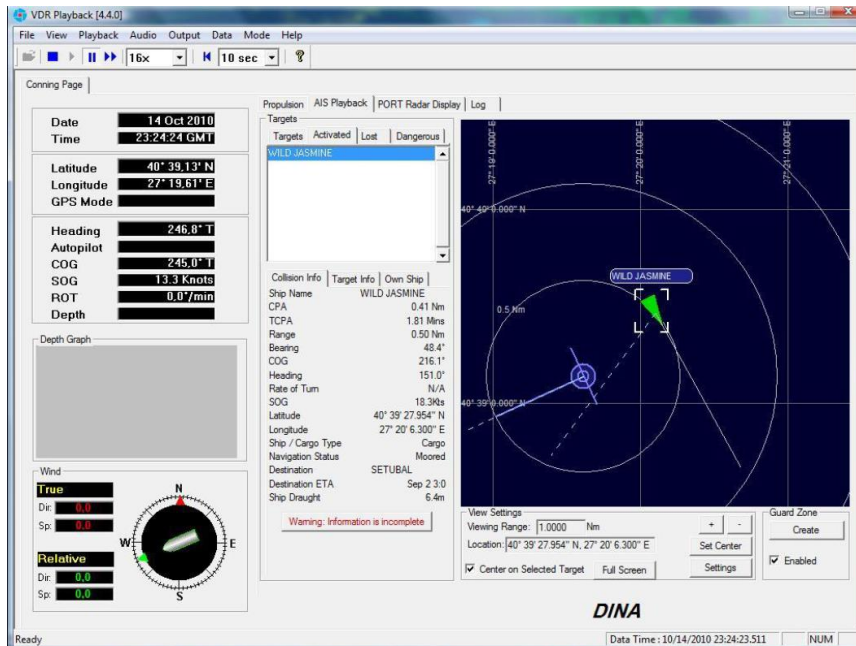 VDR Playback [4.4.0]
File View Playback Audio Output Data Mode Help
16x 10 sec ?
Conning Page
Date 14 Oct 2010
Time 23:24:24 GMT
Latitude 40° 39,13' N
Longitude 27° 19,61' E
GPS Mode
Heading 246,8° T
Autopilot
COG 245,0° T
SOG 13.3 Knots
ROT 0,0°/min
Depth
Depth Graph
Wind
True
Dir: 0,0
Sp: 0,0
Relative
Dir: 0,0
Sp: 0,0
N
W E
S
Propulsion AIS Playback PORT Radar Display Log
Targets
Targets Activated Lost Dangerous
WILD JASMINE
Collision Info Target Info Own Ship
Ship Name WILD JASMINE
CPA 0.41 Nm
TCPA 1.81 Mins
Range 0.50 Nm
Bearing 48.4°
COG 216.1°
Heading 151.0°
Rate of Turn N/A
SOG 18.3Kts
Latitude 40° 39' 27.954" N
Longitude 27° 20' 6.300" E
Ship / Cargo Type Cargo
Navigation Status Moored
Destination SETUBAL
Destination ETA Sep 2 3:0
Ship Draught 6.4m
Warning: Information is incomplete
27° 19' 0.000" E
27° 20' 0.000" E
27° 21' 0.000" E
40° 40' 0.000" N
WILD JASMINE
0.5 Nm
40° 39' 0.000" N
View Settings
Viewing Range: 1.0000 Nm + -
Location: 40° 39' 27.954" N, 27° 20' 6.300" E Set Center
Center on Selected Target Full Screen Settings
Guard Zone
Create
Enabled
DINA
Ready Data Time : 10/14/2010 23:24:23.511 NUM